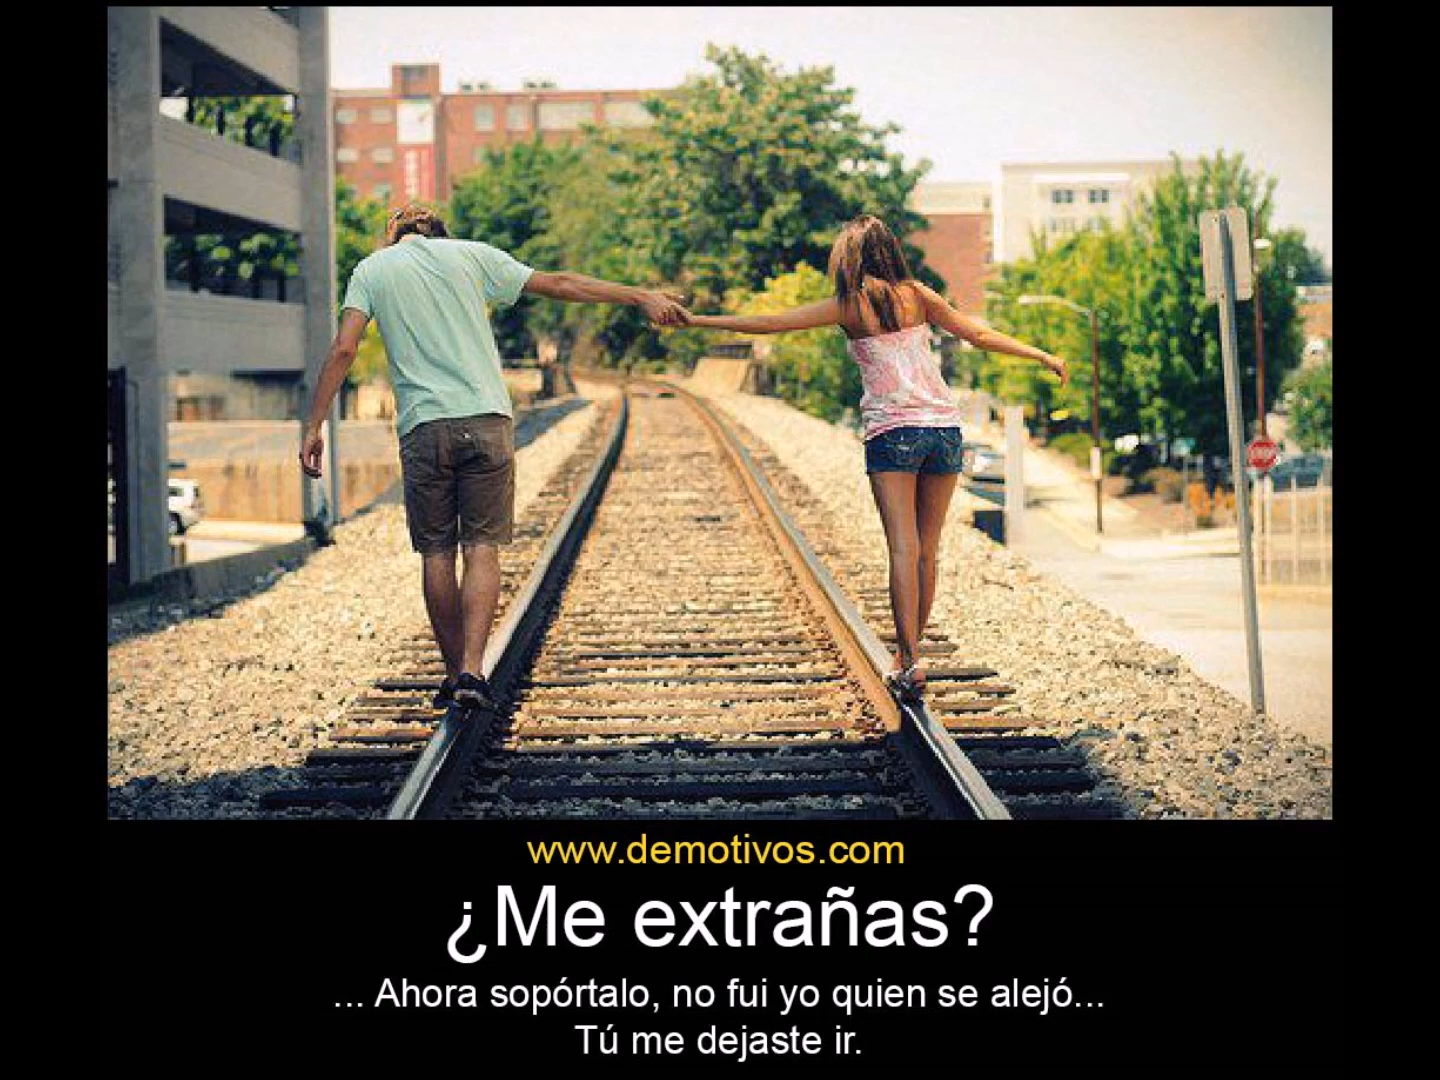 www.demotivos.com
¿Me extrañas?
... Ahora sopórtalo, no fui yo quien se alejó...
Tú me dejaste ir.